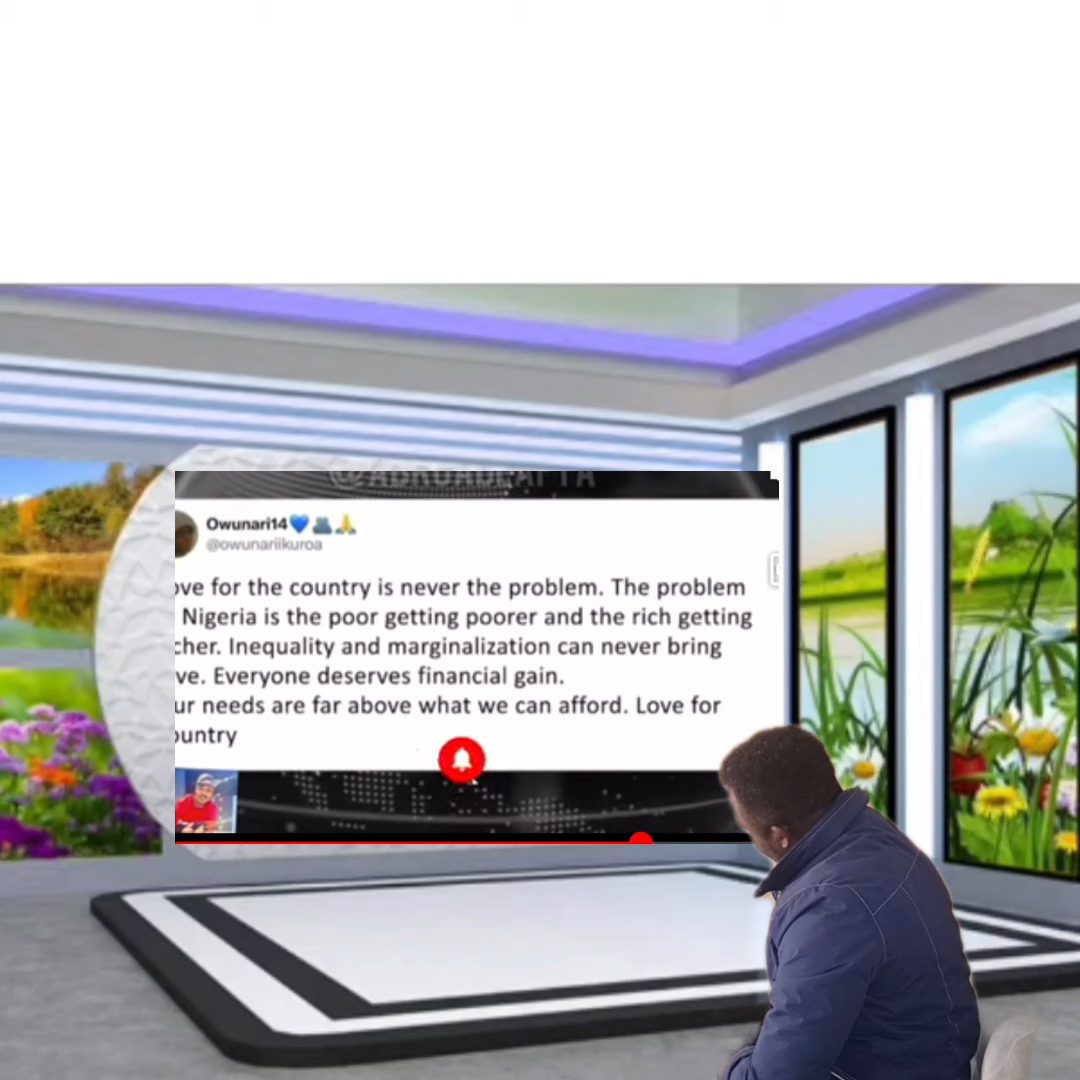 Owunari14💙🫂🙏
@owunariikuroa
ove for the country is never the problem. The problem
Nigeria is the poor getting poorer and the rich getting
cher. Inequality and marginalization can never bring
ve. Everyone deserves financial gain.
ur needs are far above what we can afford. Love for
ountry